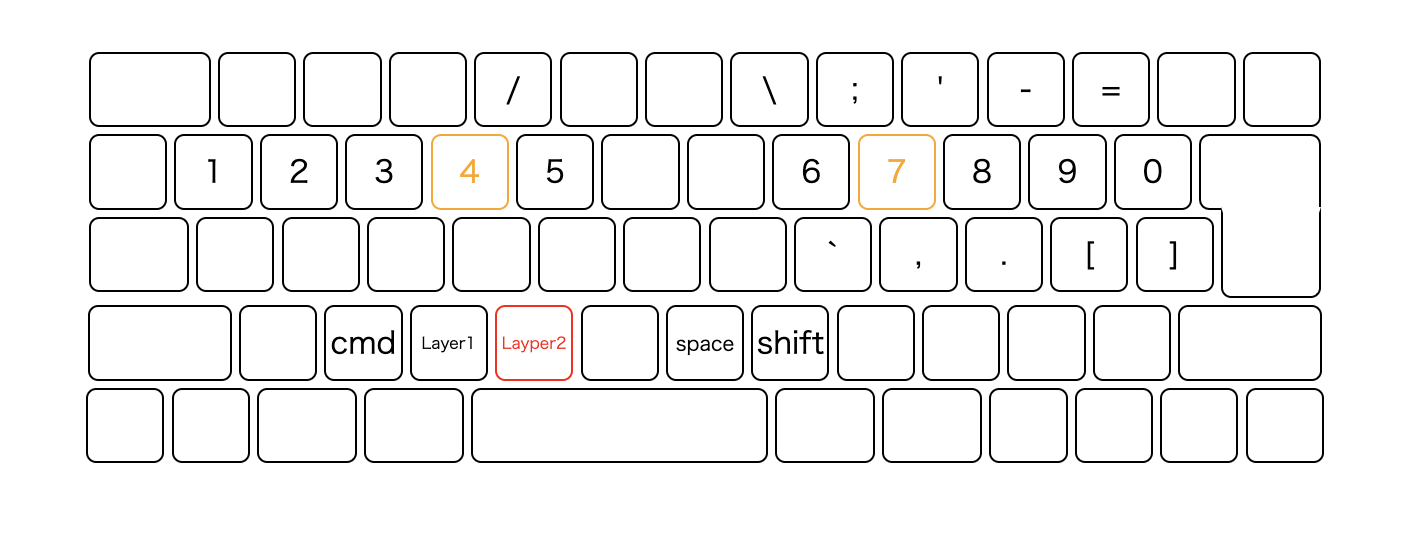 / \ ; ' - =
1 2 3 4 5 6 7 8 9 0
` , . [ ]
cmd Layer1 Layper2 space shift